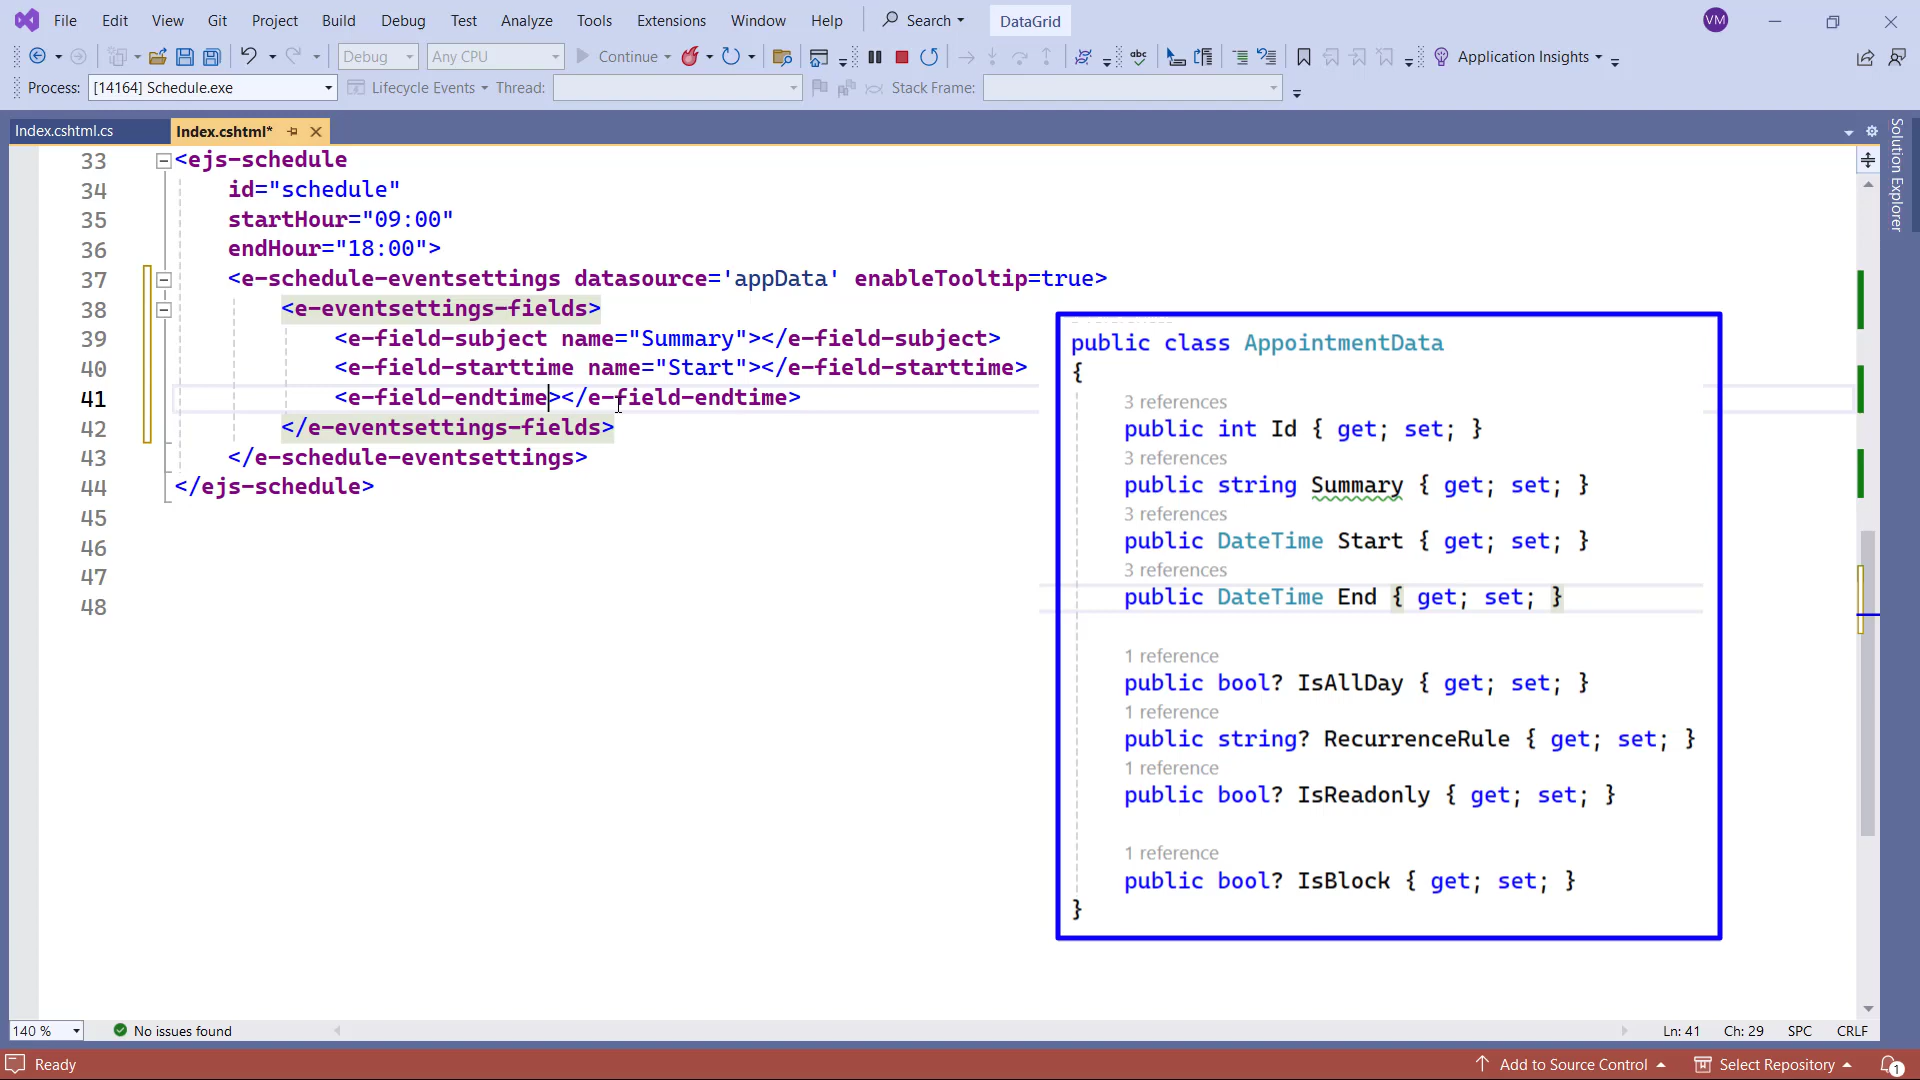 File Edit View Git Project Build Debug Test Analyze Tools Extensions Window Help Search DataGrid VM
Debug Any CPU Continue abc Application Insights
Process: [14164] Schedule.exe Lifecycle Events Thread: Stack Frame:
Index.cshtml.cs Index.cshtml*
Solution Explorer
33 <ejs-schedule
34 id="schedule"
35 startHour="09:00"
36 endHour="18:00">
37 <e-schedule-eventsettings datasource='appData' enableTooltip=true>
38 <e-eventsettings-fields>
39 <e-field-subject name="Summary"></e-field-subject>
40 <e-field-starttime name="Start"></e-field-starttime>
41 <e-field-endtime></e-field-endtime>
42 </e-eventsettings-fields>
43 </e-schedule-eventsettings>
44 </ejs-schedule>
45
46
47
48
public class AppointmentData
{
3 references
public int Id { get; set; }
3 references
public string Summary { get; set; }
3 references
public DateTime Start { get; set; }
3 references
public DateTime End { get; set; }
1 reference
public bool? IsAllDay { get; set; }
1 reference
public string? RecurrenceRule { get; set; }
1 reference
public bool? IsReadonly { get; set; }
1 reference
public bool? IsBlock { get; set; }
}
140 % No issues found Ln: 41 Ch: 29 SPC CRLF
Ready Add to Source Control Select Repository 1